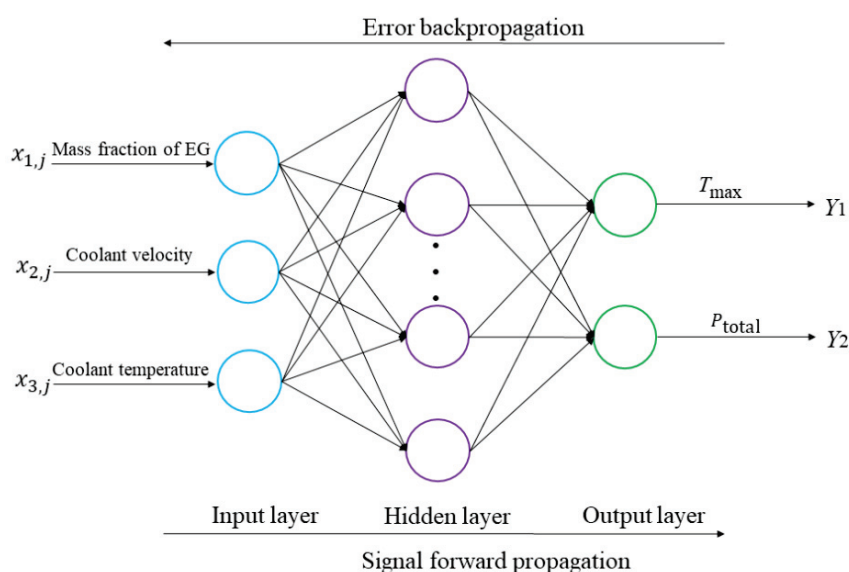 Error backpropagation
x1,j Mass fraction of EG
Tmax
Y1
x2,j Coolant velocity
Ptotal
Y2
x3,j Coolant temperature
Input layer Hidden layer Output layer
Signal forward propagation